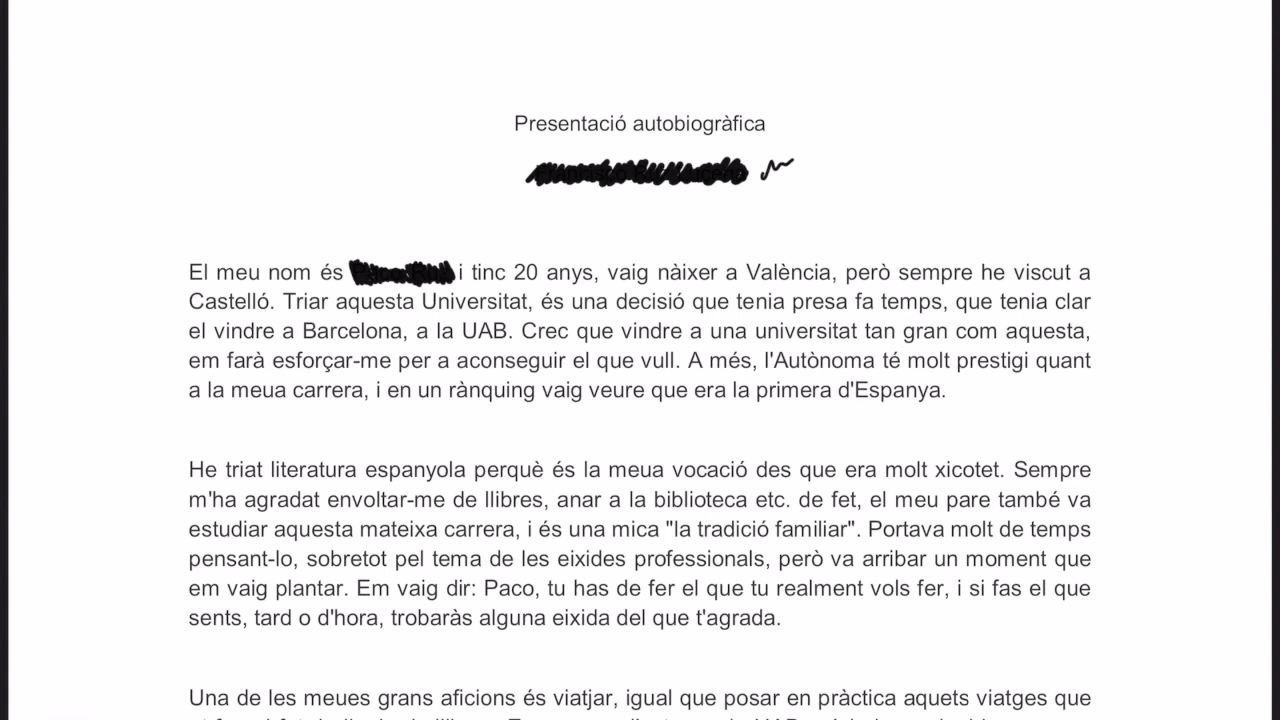 Presentació autobiogràfica
El meu nom és i tinc 20 anys, vaig nàixer a València, però sempre he viscut a
Castelló. Triar aquesta Universitat, és una decisió que tenia presa fa temps, que tenia clar
el vindre a Barcelona, a la UAB. Crec que vindre a una universitat tan gran com aquesta,
em farà esforçar-me per a aconseguir el que vull. A més, l'Autònoma té molt prestigi quant
a la meua carrera, i en un rànquing vaig veure que era la primera d'Espanya.
He triat literatura espanyola perquè és la meua vocació des que era molt xicotet. Sempre
m'ha agradat envoltar-me de llibres, anar a la biblioteca etc. de fet, el meu pare també va
estudiar aquesta mateixa carrera, i és una mica "la tradició familiar". Portava molt de temps
pensant-lo, sobretot pel tema de les eixides professionals, però va arribar un moment que
em vaig plantar. Em vaig dir: Paco, tu has de fer el que tu realment vols fer, i si fas el que
sents, tard o d'hora, trobaràs alguna eixida del que t'agrada.
Una de les meues grans aficions és viatjar, igual que posar en pràctica aquets viatges que